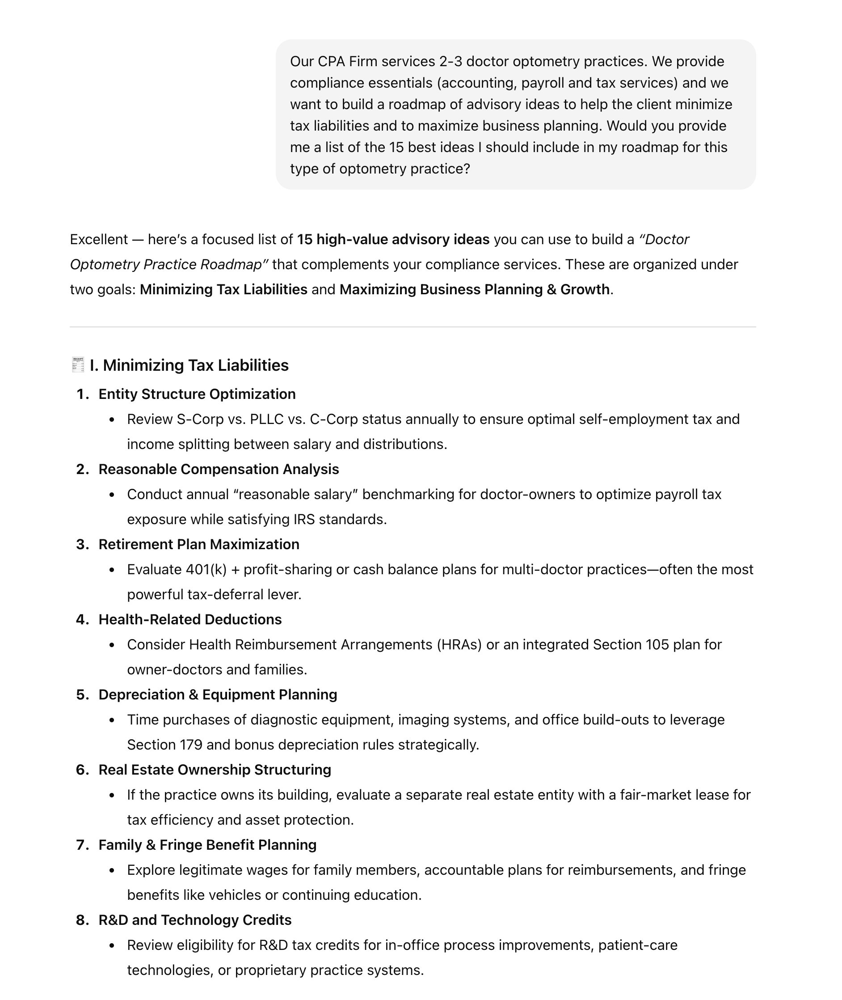 Our CPA Firm services 2-3 doctor optometry practices. We provide
compliance essentials (accounting, payroll and tax services) and we
want to build a roadmap of advisory ideas to help the client minimize
tax liabilities and to maximize business planning. Would you provide
me a list of the 15 best ideas I should include in my roadmap for this
type of optometry practice?
Excellent — here’s a focused list of 15 high-value advisory ideas you can use to build a “Doctor
Optometry Practice Roadmap” that complements your compliance services. These are organized under
two goals: Minimizing Tax Liabilities and Maximizing Business Planning & Growth.
RECEIPT
I. Minimizing Tax Liabilities
1. Entity Structure Optimization
• Review S-Corp vs. PLLC vs. C-Corp status annually to ensure optimal self-employment tax and
income splitting between salary and distributions.
2. Reasonable Compensation Analysis
• Conduct annual “reasonable salary” benchmarking for doctor-owners to optimize payroll tax
exposure while satisfying IRS standards.
3. Retirement Plan Maximization
• Evaluate 401(k) + profit-sharing or cash balance plans for multi-doctor practices—often the most
powerful tax-deferral lever.
4. Health-Related Deductions
• Consider Health Reimbursement Arrangements (HRAs) or an integrated Section 105 plan for
owner-doctors and families.
5. Depreciation & Equipment Planning
• Time purchases of diagnostic equipment, imaging systems, and office build-outs to leverage
Section 179 and bonus depreciation rules strategically.
6. Real Estate Ownership Structuring
• If the practice owns its building, evaluate a separate real estate entity with a fair-market lease for
tax efficiency and asset protection.
7. Family & Fringe Benefit Planning
• Explore legitimate wages for family members, accountable plans for reimbursements, and fringe
benefits like vehicles or continuing education.
8. R&D and Technology Credits
• Review eligibility for R&D tax credits for in-office process improvements, patient-care
technologies, or proprietary practice systems.